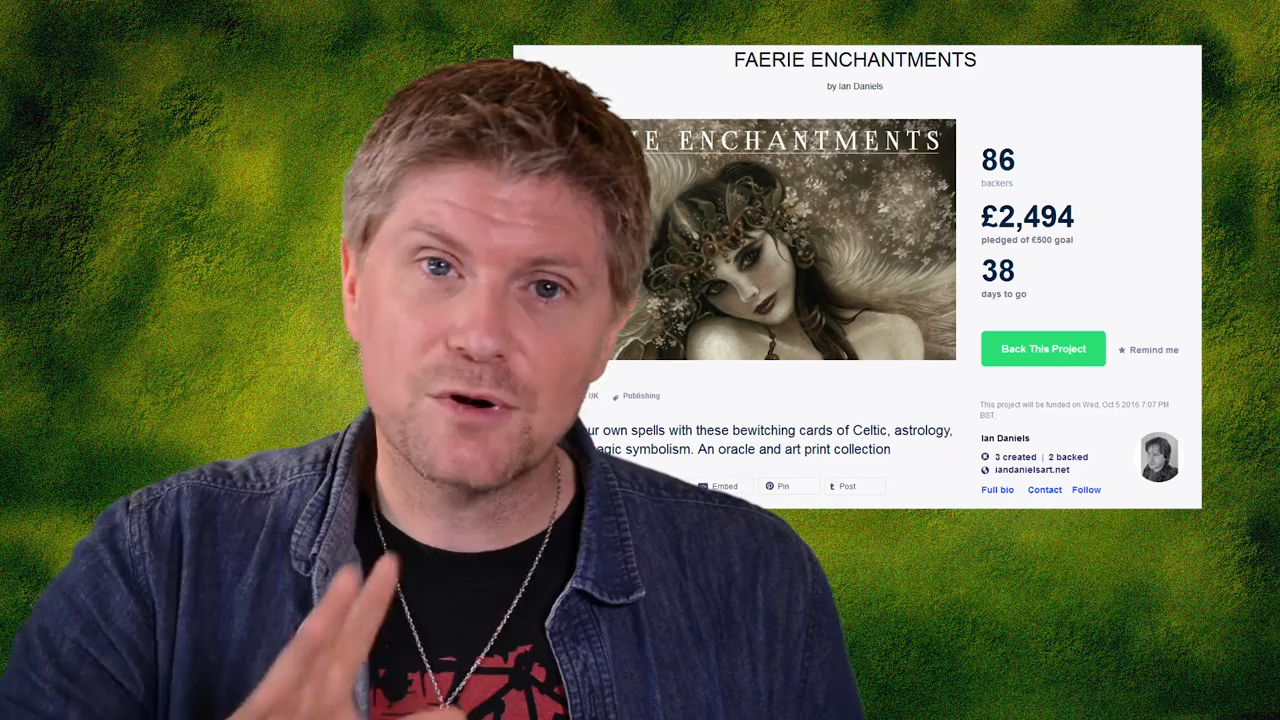 FAERIE ENCHANTMENTS
by Ian Daniels
ENCHANTMENTS
86
backers
£2,494
pledged of £500 goal
38
days to go
Back This Project
Remind me
UK
Publishing
This project will be funded on Wed, Oct 5 2016 7:07 PM
BST.
own spells with these bewitching cards of Celtic, astrology,
symbolism. An oracle and art print collection
Ian Daniels
3 created | 2 backed
iandanielsart.net
Embed
Pin
Post
Full bio
Contact
Follow